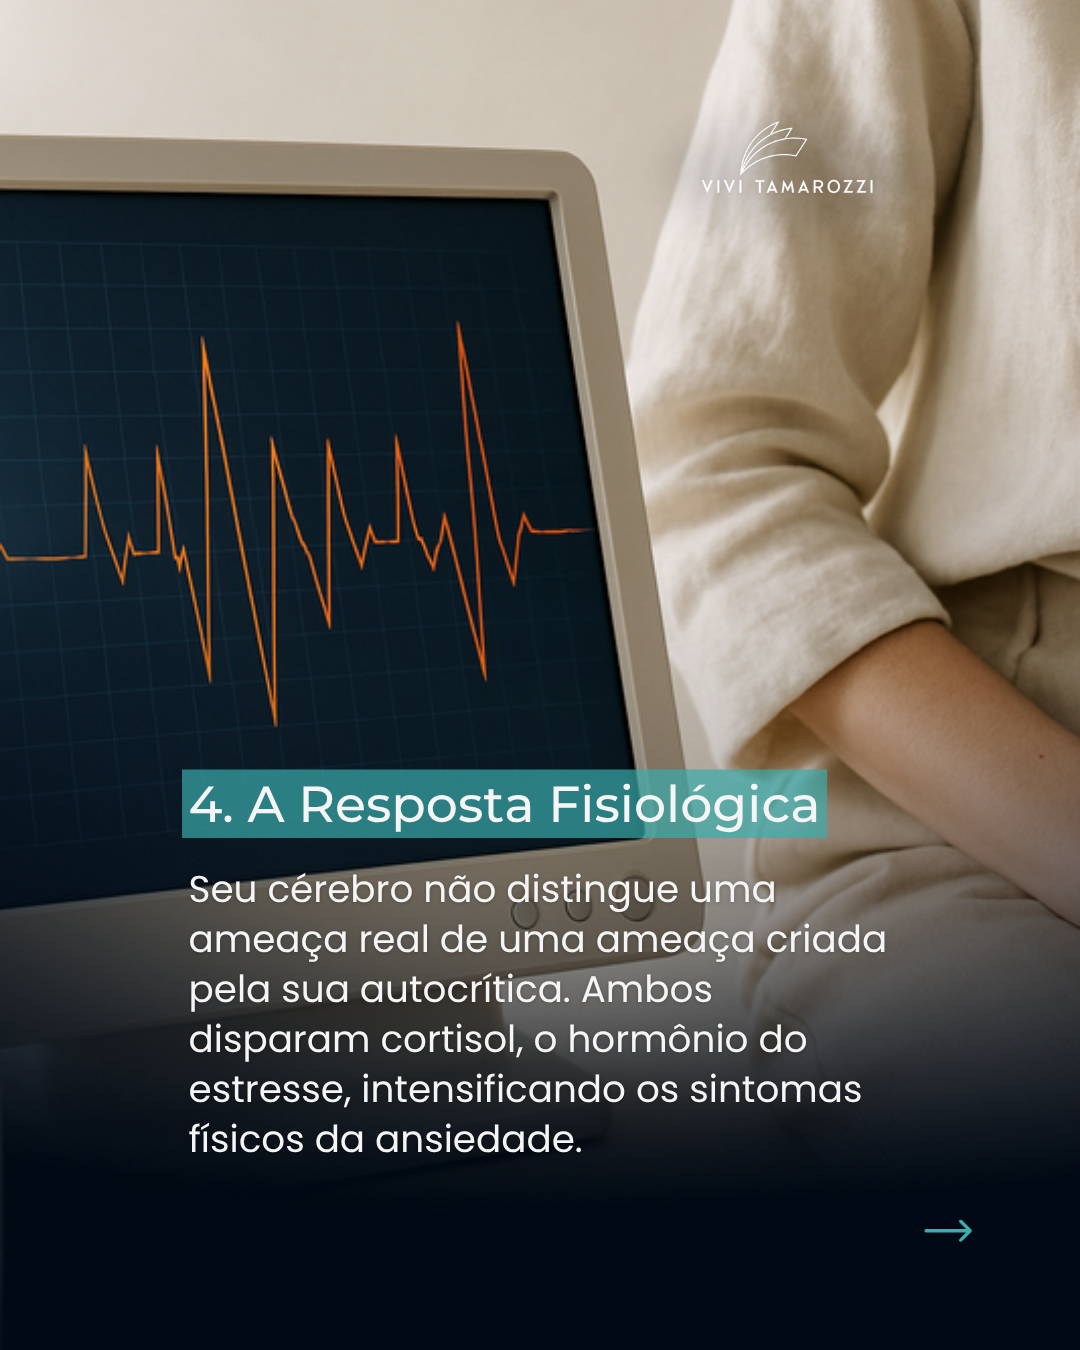 VIVI TAMAROZZI
4. A Resposta Fisiológica
Seu cérebro não distingue uma
ameaça real de uma ameaça criada
pela sua autocrítica. Ambos
disparam cortisol, o hormônio do
estresse, intensificando os sintomas
físicos da ansiedade.